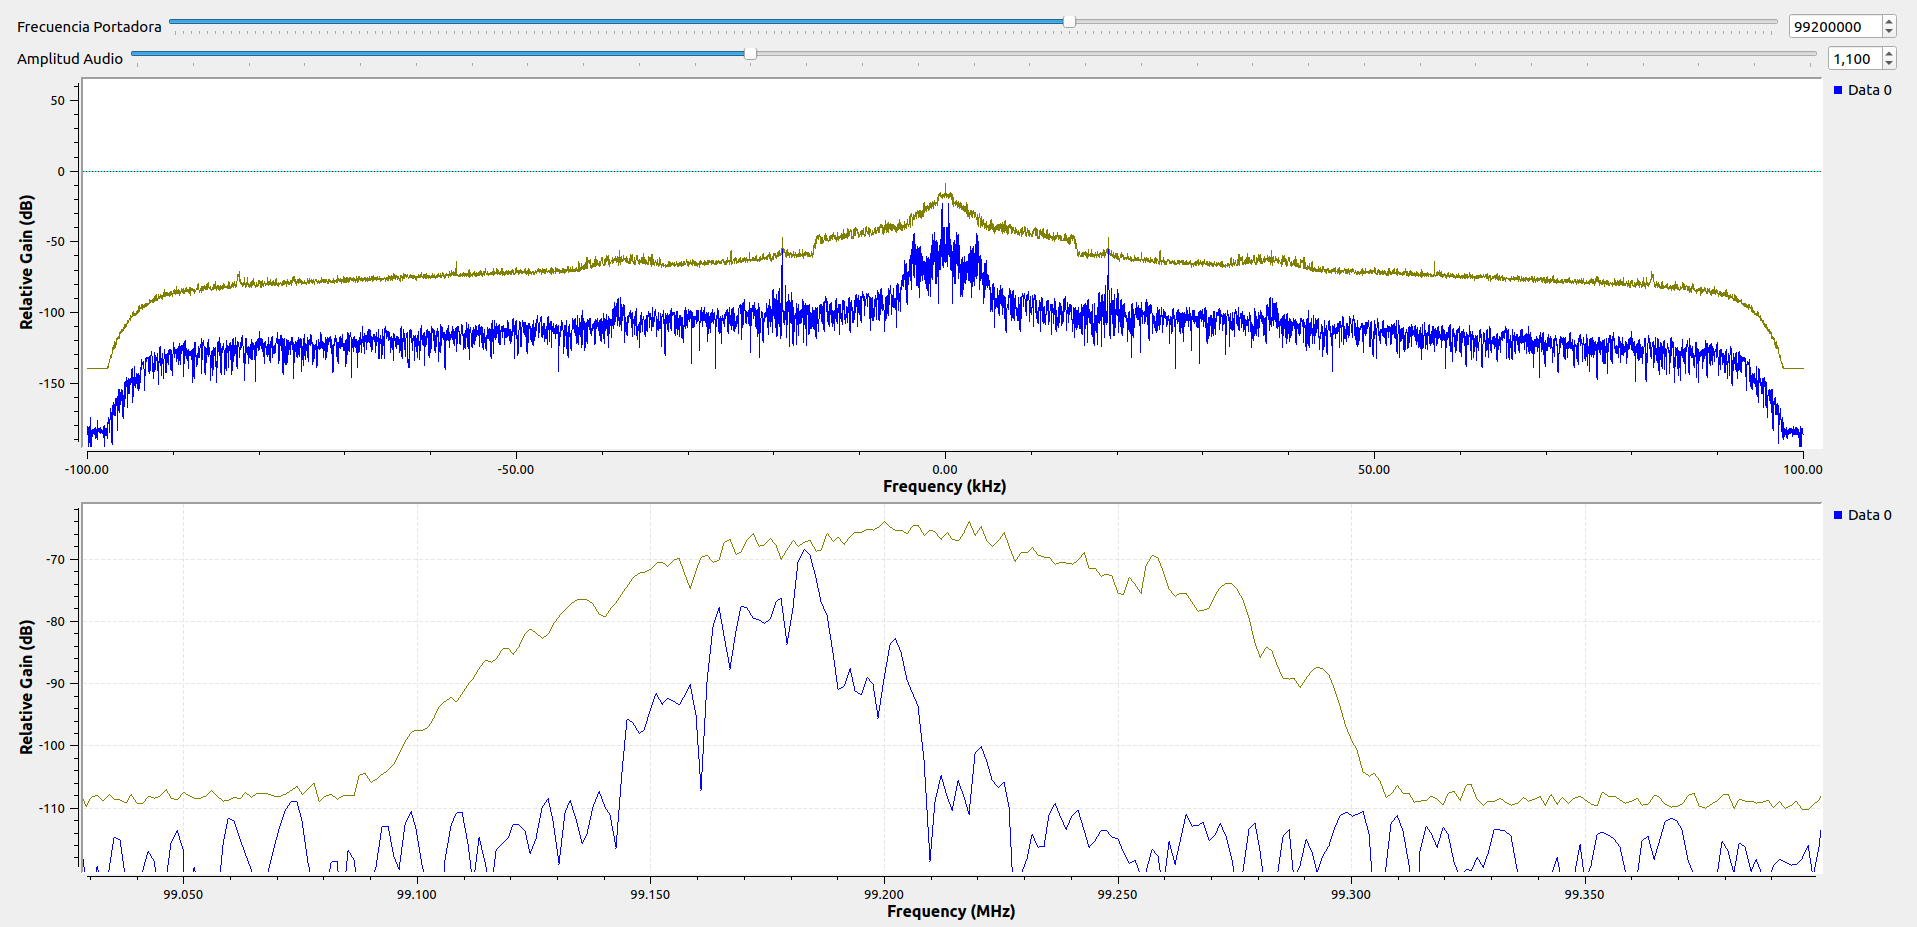 Frecuencia Portadora 99200000
Amplitud Audio 1,100
Data 0
50
0
-50
-100
-150
Relative Gain (dB)
-100.00 -50.00 0.00 50.00 100.00
Frequency (kHz)
Data 0
-70
-80
-90
-100
-110
Relative Gain (dB)
99.050 99.100 99.150 99.200 99.250 99.300 99.350
Frequency (MHz)